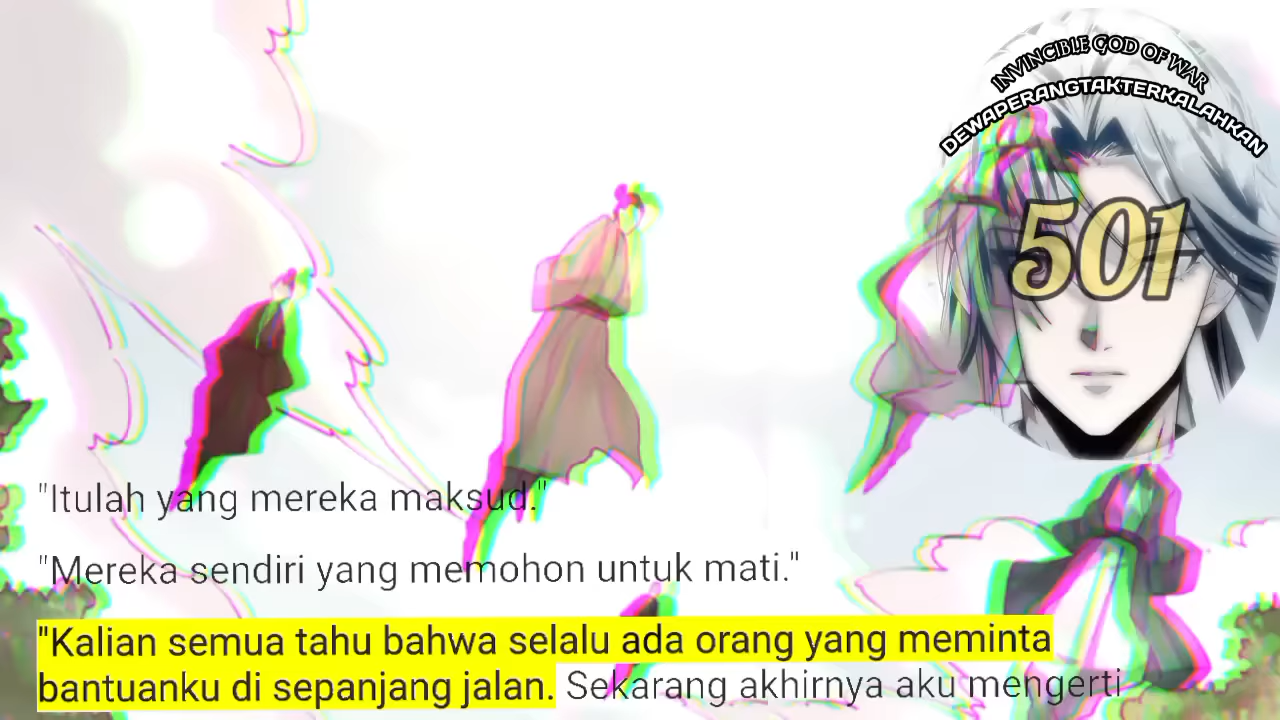 INVINCIBLE GOD OF WAR
DEWAPERANGTAKTERKALAHKAN
501
"Itulah yang mereka maksud."
"Mereka sendiri yang memohon untuk mati."
"Kalian semua tahu bahwa selalu ada orang yang meminta
bantuanku di sepanjang jalan. Sekarang akhirnya aku mengerti